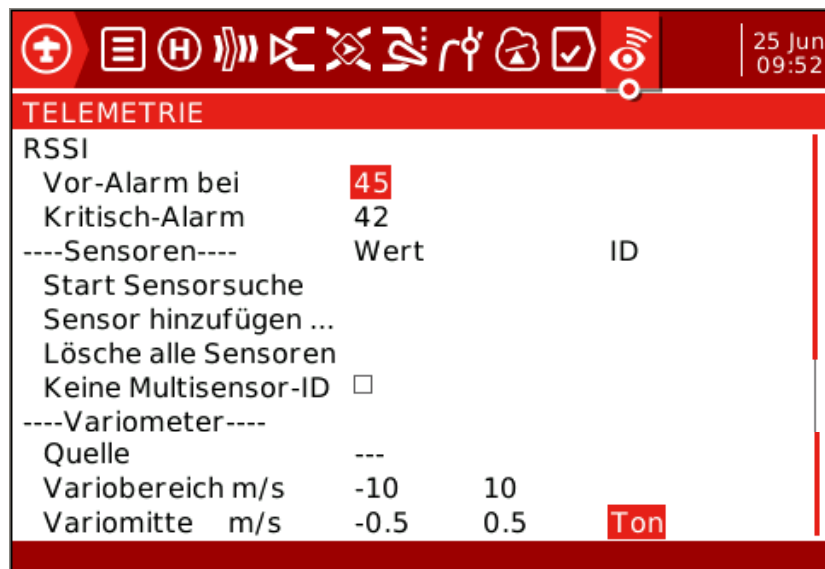 H
25 Jun
09:52
TELEMETRIE
RSSI
Vor-Alarm bei 45
Kritisch-Alarm 42
----Sensoren---- Wert ID
Start Sensorsuche
Sensor hinzufügen ...
Lösche alle Sensoren
Keine Multisensor-ID
----Variometer----
Quelle ---
Variobereich m/s -10 10
Variomitte m/s -0.5 0.5 Ton